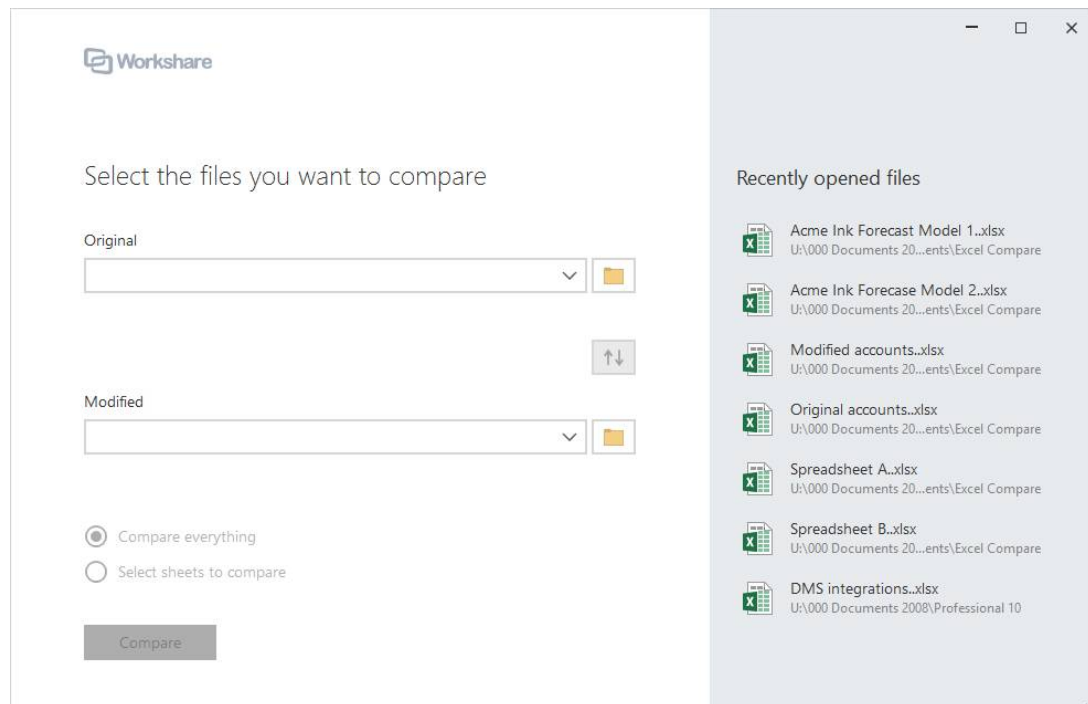 Workshare
Select the files you want to compare
Original
Modified
Compare everything
Select sheets to compare
Compare
Recently opened files
Acme Ink Forecast Model 1..xlsx
U:\000 Documents 20...ents\Excel Compare
Acme Ink Forecase Model 2..xlsx
U:\000 Documents 20...ents\Excel Compare
Modified accounts..xlsx
U:\000 Documents 20...ents\Excel Compare
Original accounts..xlsx
U:\000 Documents 20...ents\Excel Compare
Spreadsheet A..xlsx
U:\000 Documents 20...ents\Excel Compare
Spreadsheet B..xlsx
U:\000 Documents 20...ents\Excel Compare
DMS integrations..xlsx
U:\000 Documents 2008\Professional 10